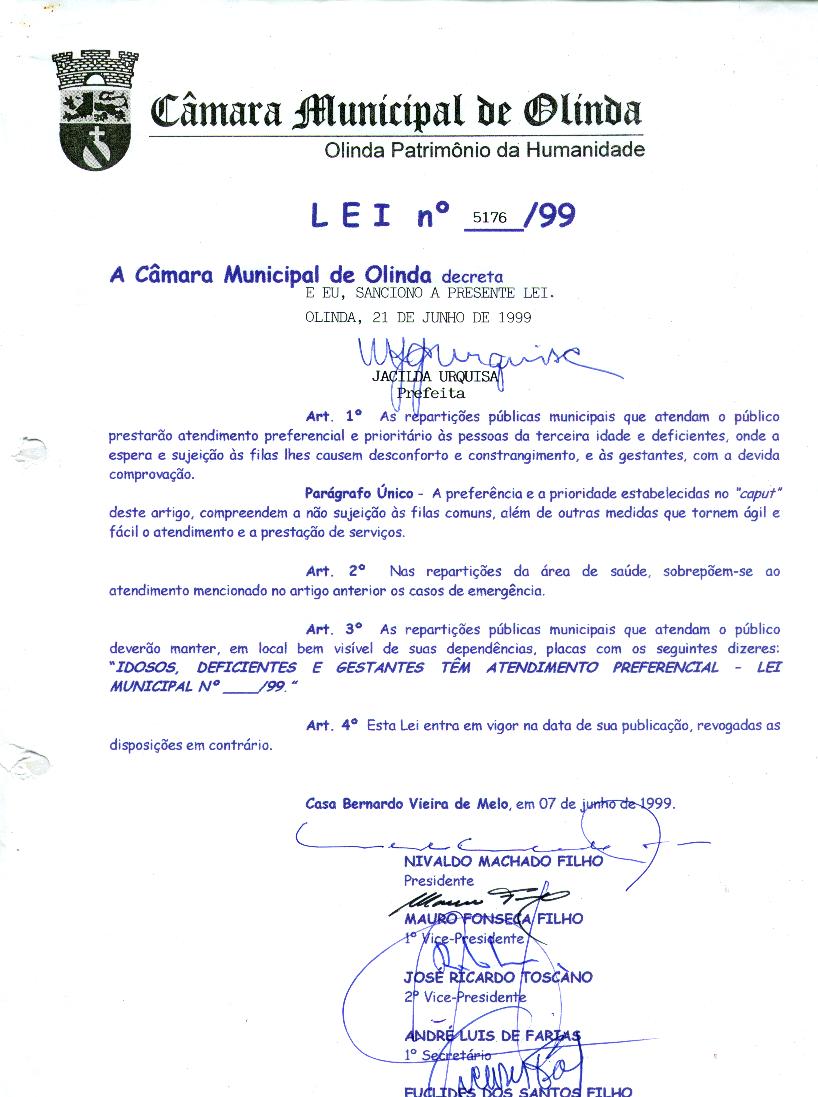 Câmara Municipal de Olinda
Olinda Patrimônio da Humanidade
LEI nº 5176/99
A Câmara Municipal de Olinda decreta
E EU, SANCIONO A PRESENTE LEI.
OLINDA, 21 DE JUNHO DE 1999
JACILDA URQUISA
Prefeita
Art. 1º As repartições públicas municipais que atendam o público
prestarão atendimento preferencial e prioritário às pessoas da terceira idade e deficientes, onde a
espera e sujeição às filas lhes causem desconforto e constrangimento, e às gestantes, com a devida
comprovação.
Parágrafo Único - A preferência e a prioridade estabelecidas no "caput"
deste artigo, compreendem a não sujeição às filas comuns, além de outras medidas que tornem ágil e
fácil o atendimento e a prestação de serviços.
Art. 2º Nas repartições da área de saúde, sobrepõem-se ao
atendimento mencionado no artigo anterior os casos de emergência.
Art. 3º As repartições públicas municipais que atendam o público
deverão manter, em local bem visível de suas dependências, placas com os seguintes dizeres:
"IDOSOS, DEFICIENTES E GESTANTES TÊM ATENDIMENTO PREFERENCIAL - LEI
MUNICIPAL Nº ____/99."
Art. 4º Esta Lei entra em vigor na data de sua publicação, revogadas as
disposições em contrário.
Casa Bernardo Vieira de Melo, em 07 de junho de 1999.
NIVALDO MACHADO FILHO
Presidente
MAURO FONSECA FILHO
1º Vice-Presidente
JOSÉ RICARDO TOSCANO
2º Vice-Presidente
ANDRÉ LUIS DE FARIAS
1º Secretário
EUCLIDES DOS SANTOS FILHO